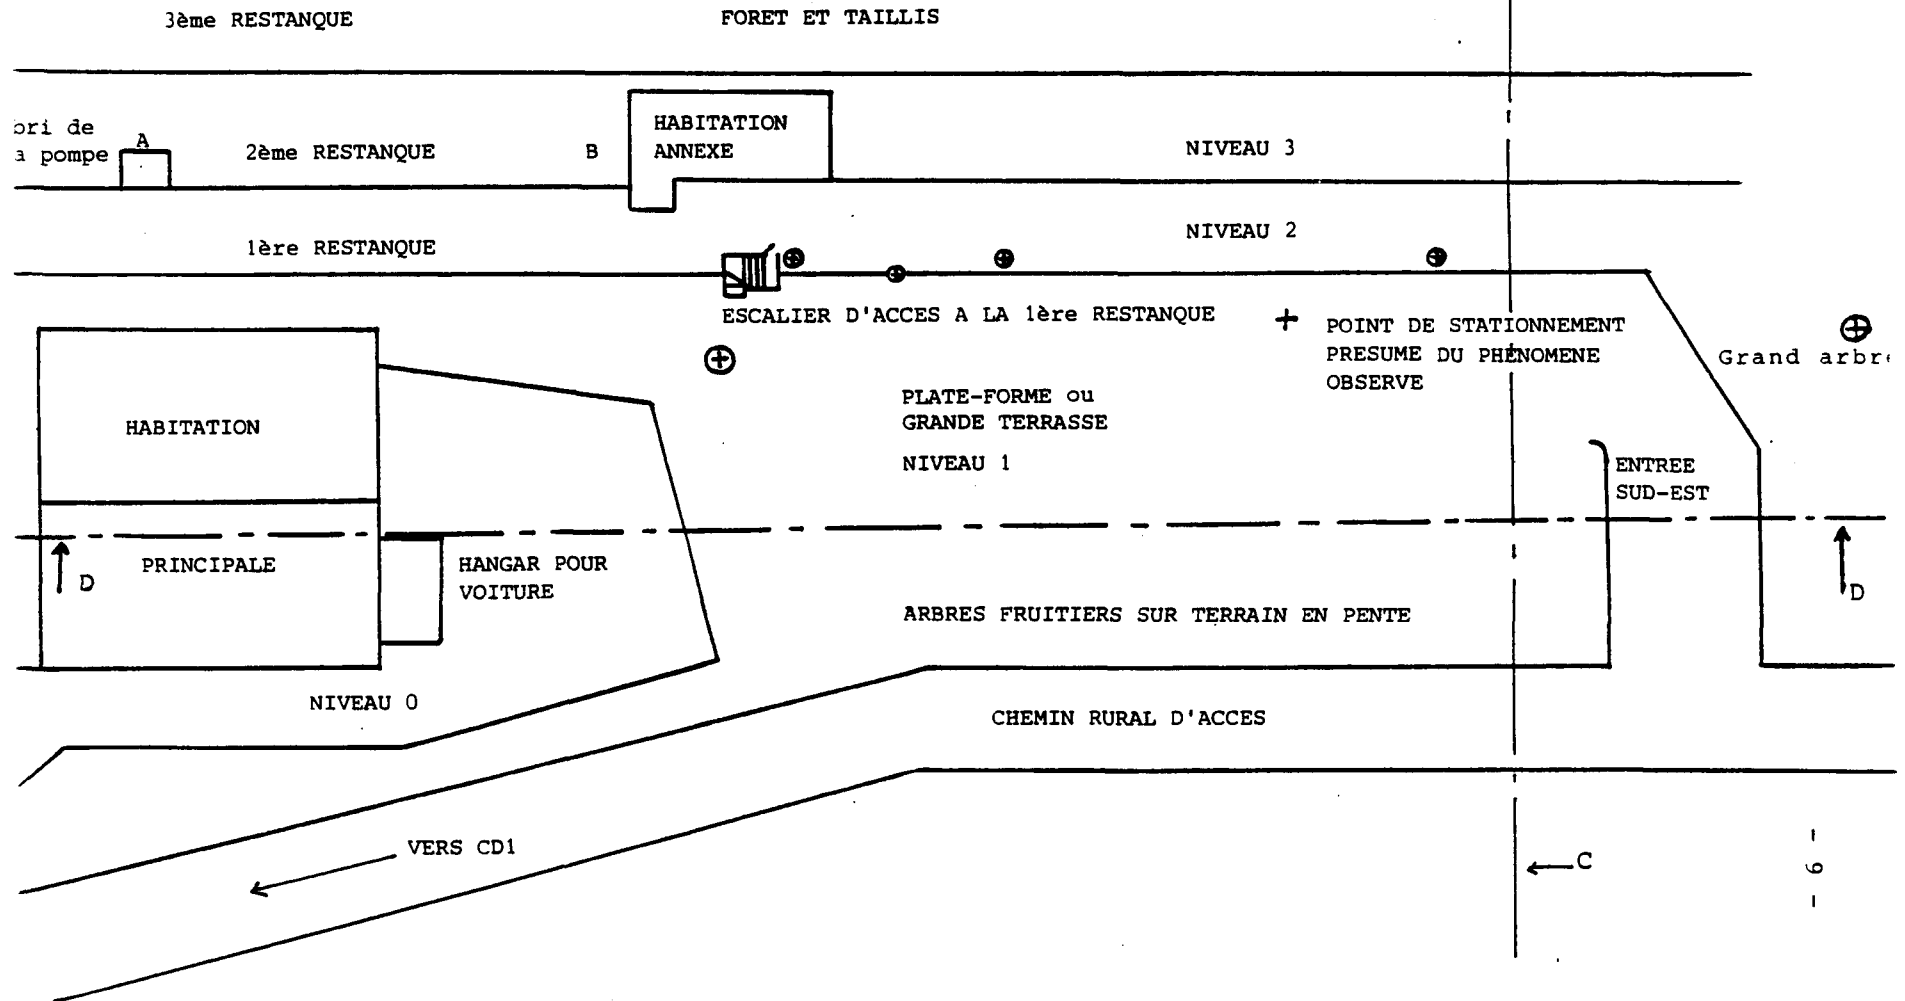 3ème RESTANQUE
FORET ET TAILLIS
bri de
a pompe
A
2ème RESTANQUE
B
HABITATION
ANNEXE
NIVEAU 3
1ère RESTANQUE
NIVEAU 2
ESCALIER D'ACCES A LA 1ère RESTANQUE
POINT DE STATIONNEMENT
PRESUME DU PHENOMENE
OBSERVE
Grand arbre
PLATE-FORME ou
GRANDE TERRASSE
NIVEAU 1
HABITATION
ENTREE
SUD-EST
PRINCIPALE
D
HANGAR POUR
VOITURE
D
ARBRES FRUITIERS SUR TERRAIN EN PENTE
NIVEAU 0
CHEMIN RURAL D'ACCES
VERS CD1
C
- 6 -